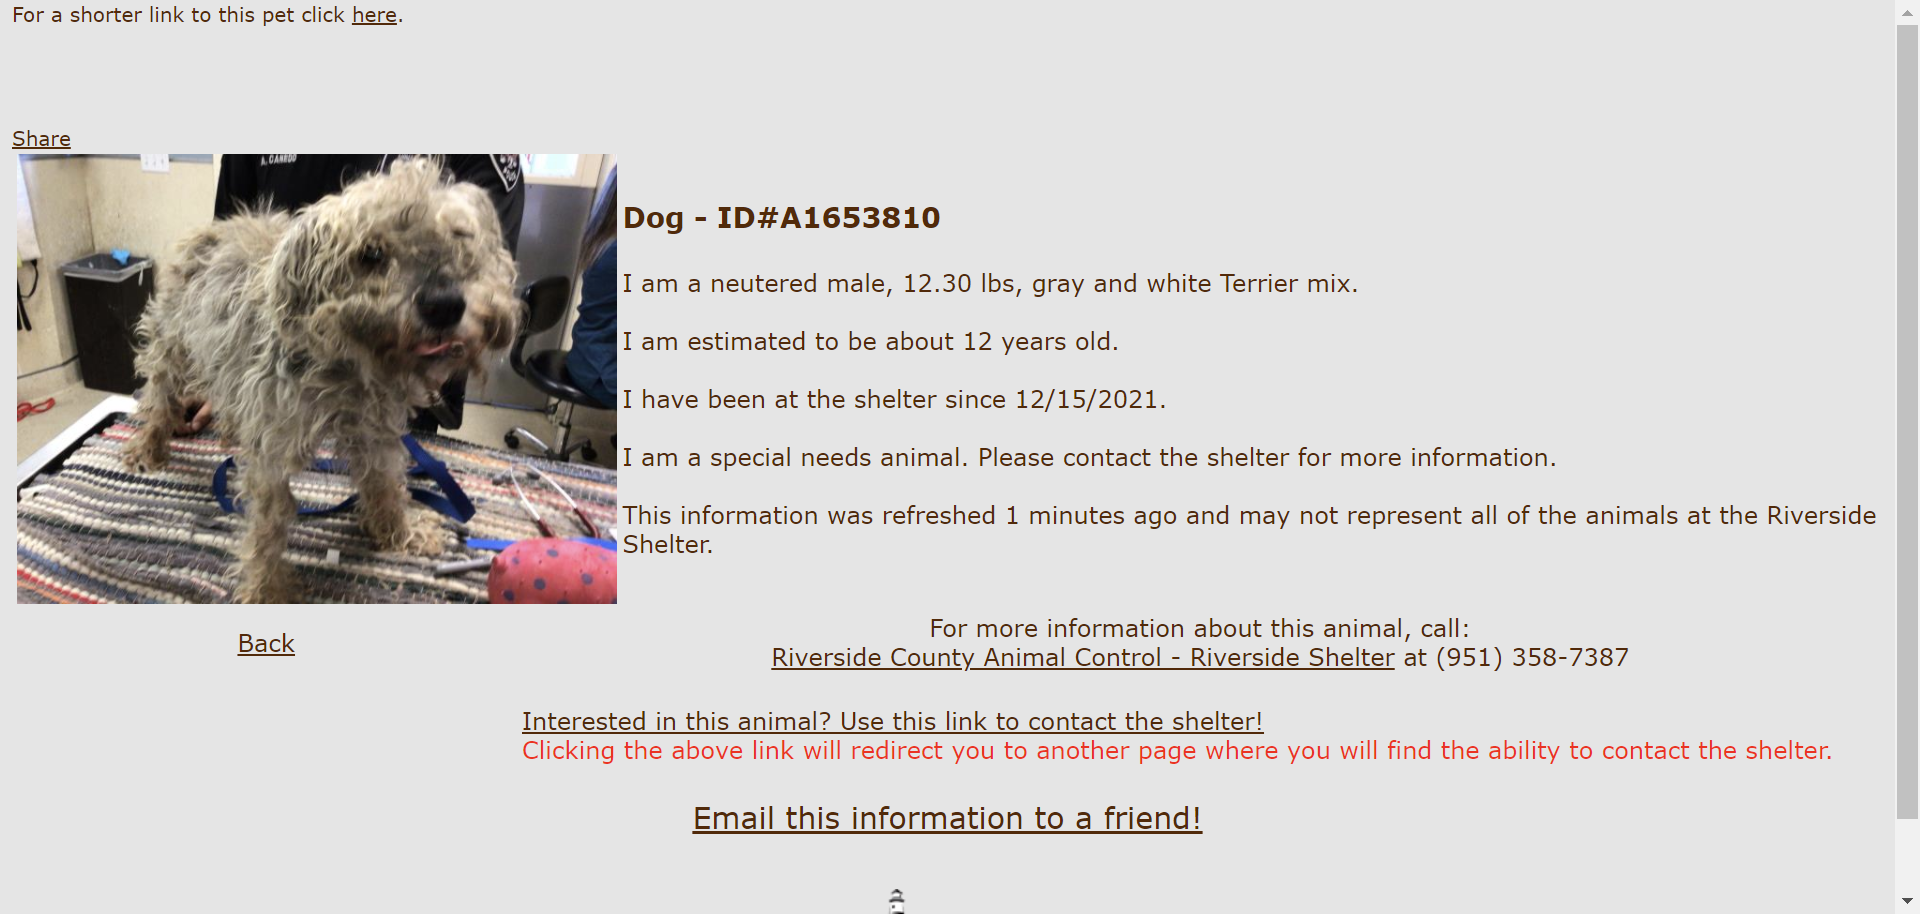 For a shorter link to this pet click here.
Share
A. CANEDO
Dog - ID#A1653810
I am a neutered male, 12.30 lbs, gray and white Terrier mix.
I am estimated to be about 12 years old.
I have been at the shelter since 12/15/2021.
I am a special needs animal. Please contact the shelter for more information.
This information was refreshed 1 minutes ago and may not represent all of the animals at the Riverside
Shelter.
Back
For more information about this animal, call:
Riverside County Animal Control - Riverside Shelter at (951) 358-7387
Interested in this animal? Use this link to contact the shelter!
Clicking the above link will redirect you to another page where you will find the ability to contact the shelter.
Email this information to a friend!